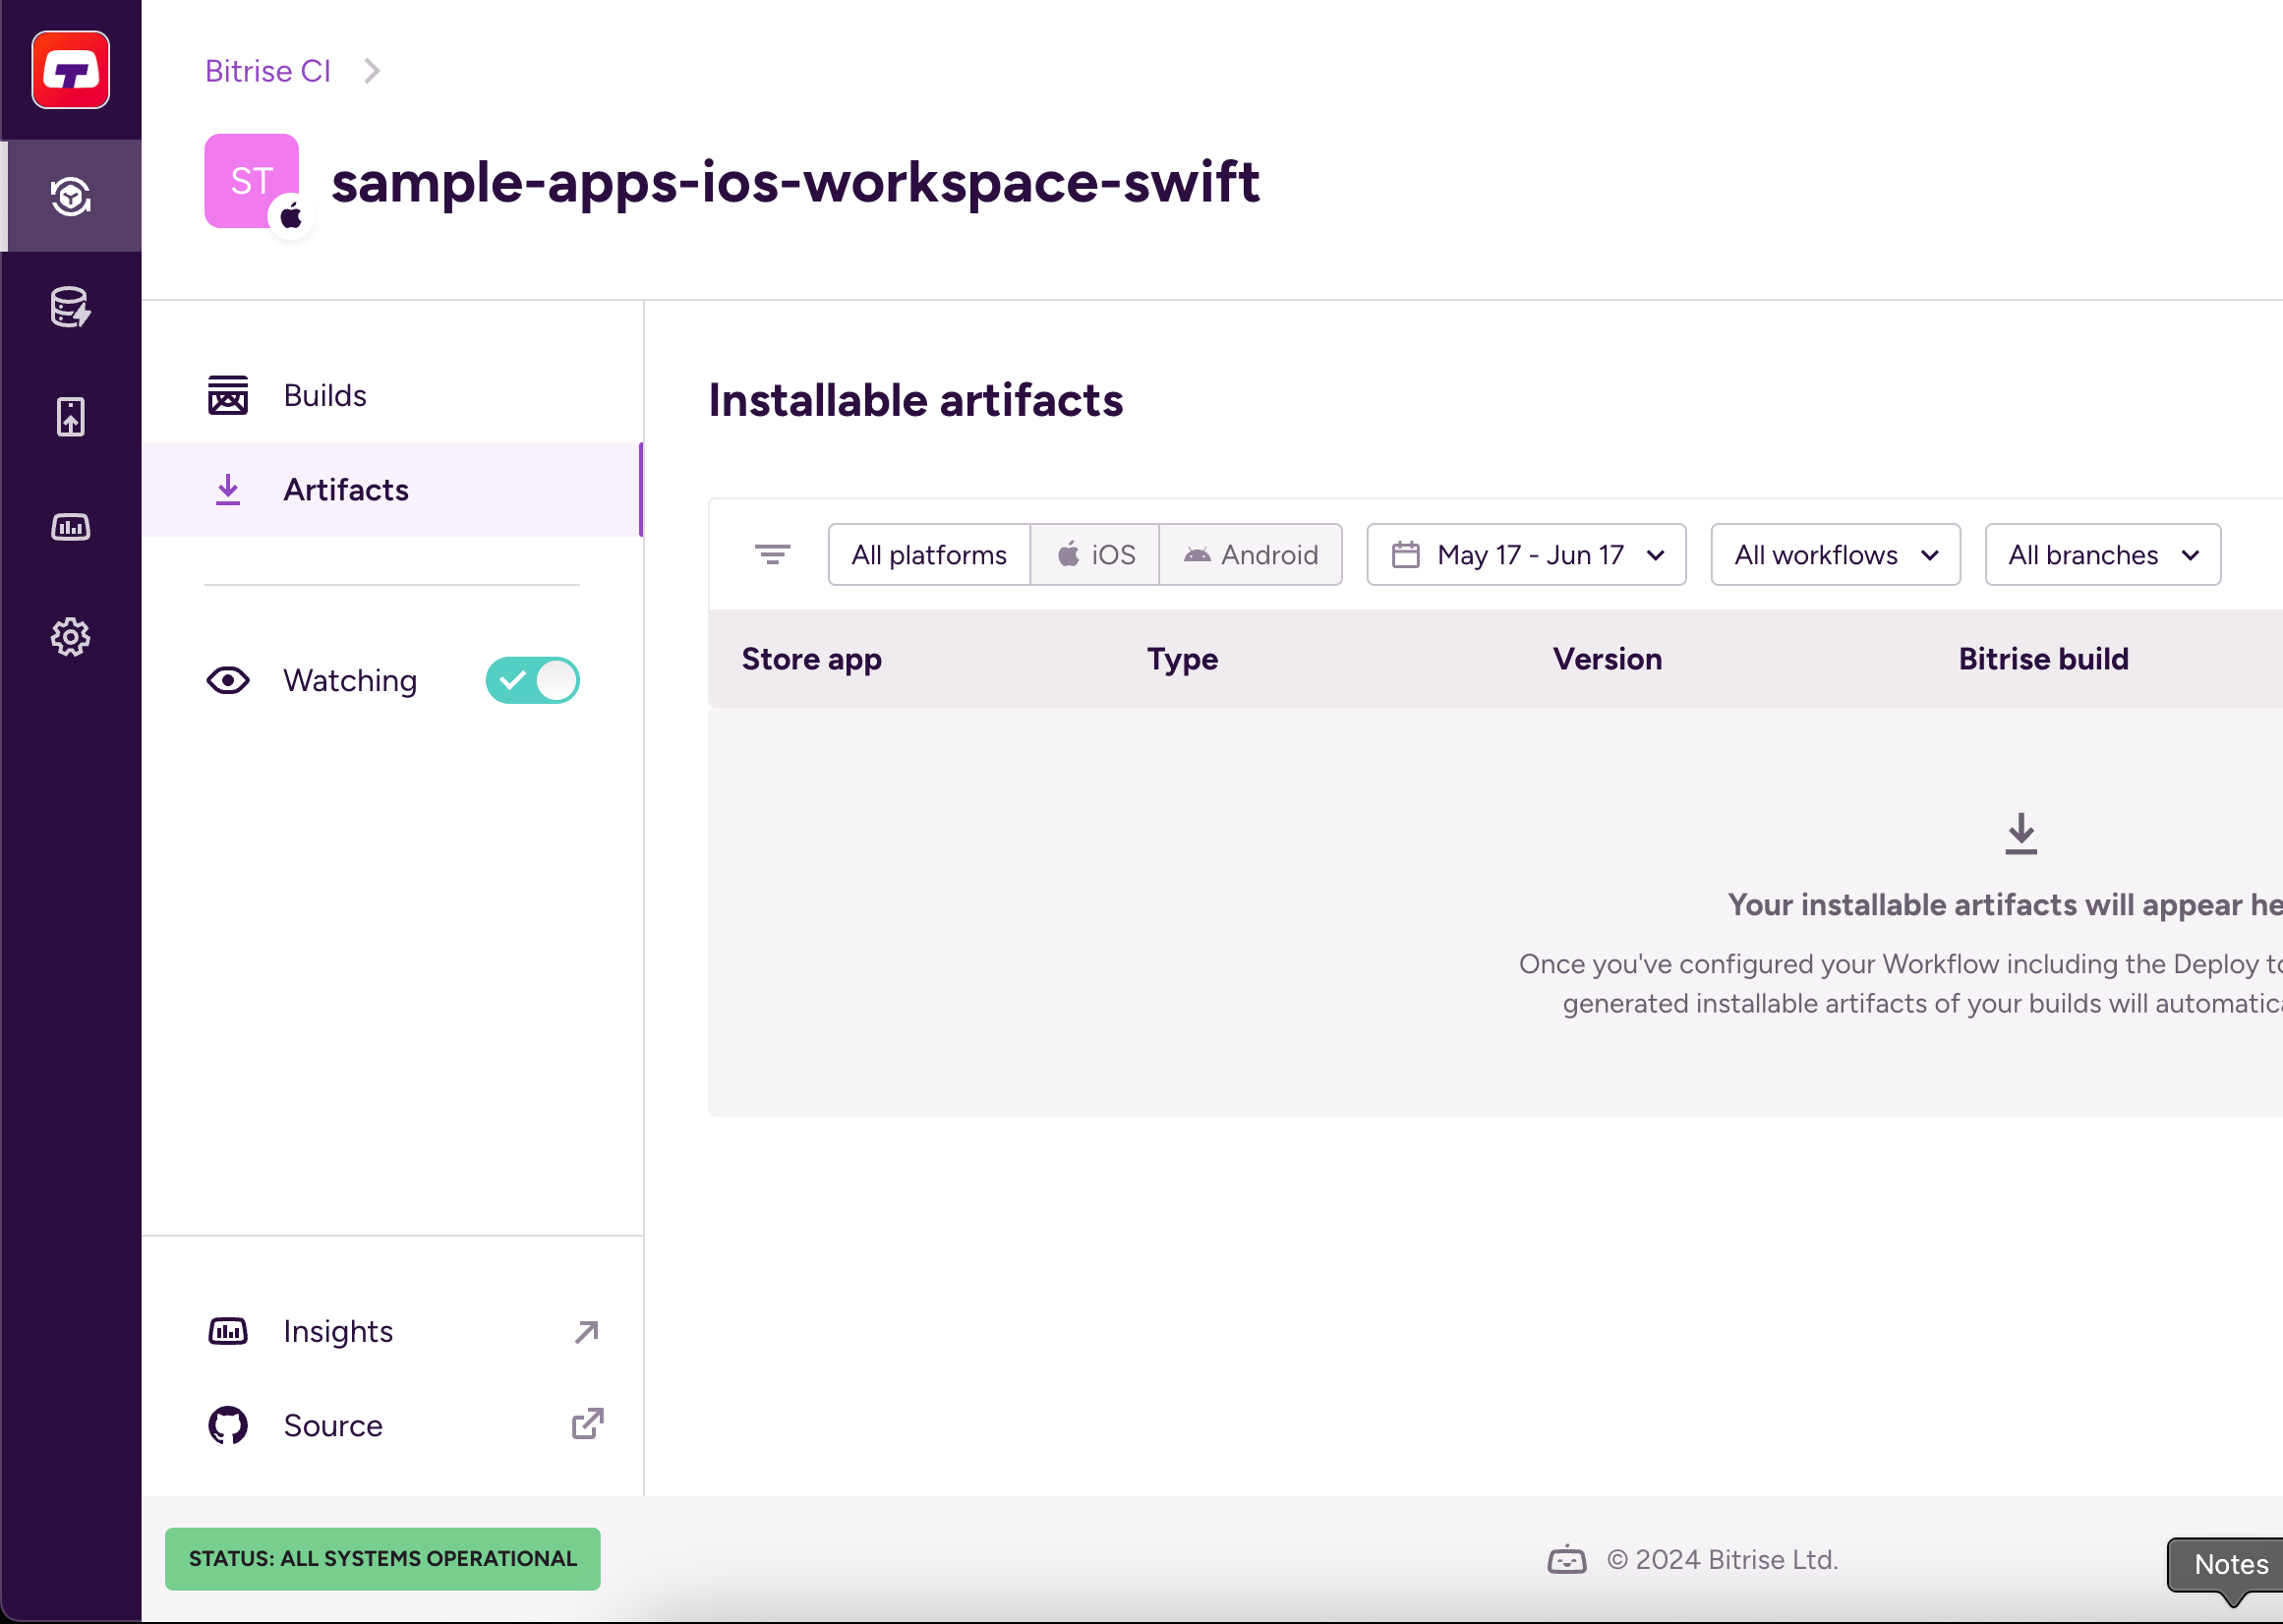 Bitrise CI
ST
sample-apps-ios-workspace-swift
Builds
Artifacts
Watching
Insights
Source
Installable artifacts
All platforms iOS Android May 17 - Jun 17 All workflows All branches
Store app Type Version Bitrise build
Your installable artifacts will appear
Once you've configured your Workflow including the Deploy
generated installable artifacts of your builds will
STATUS: ALL SYSTEMS OPERATIONAL
© 2024 Bitrise Ltd.
Notes